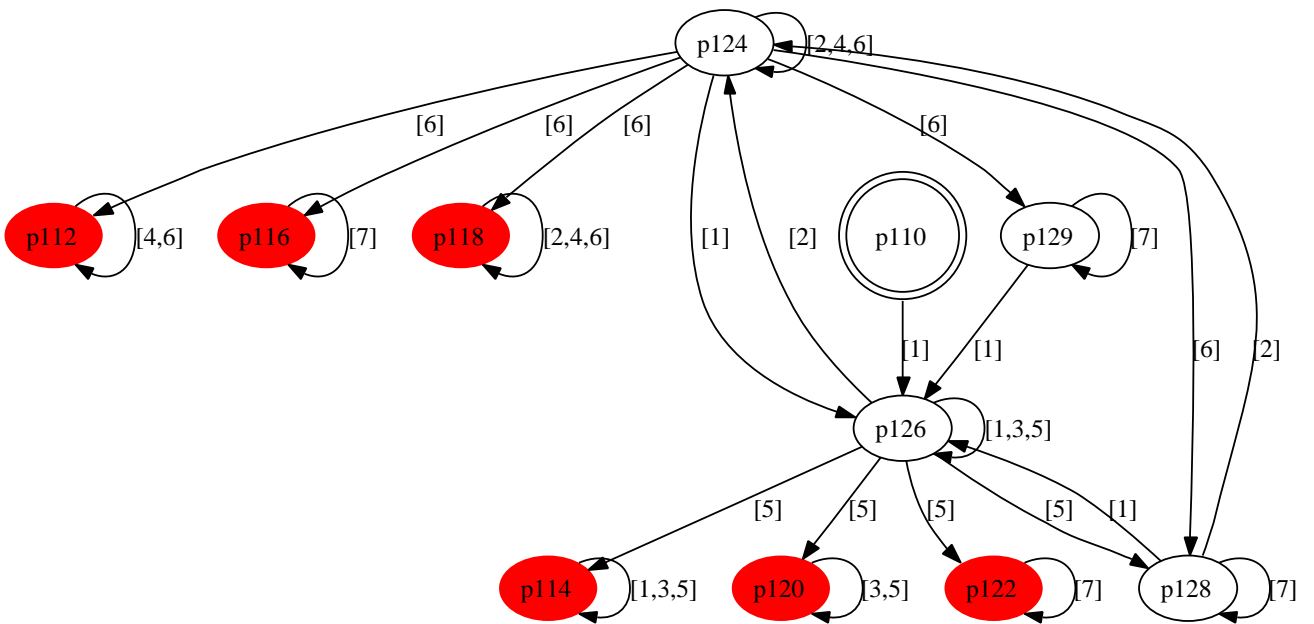 p124
[2,4,6]
[6]
[6]
[6]
[6]
p112
[4,6]
p116
[7]
p118
[2,4,6]
[1]
[2]
p110
p129
[7]
[1]
[1]
[6]
[2]
p126
[1,3,5]
[5]
[5]
[5]
[5]
[1]
p114
[1,3,5]
p120
[3,5]
p122
[7]
p128
[7]